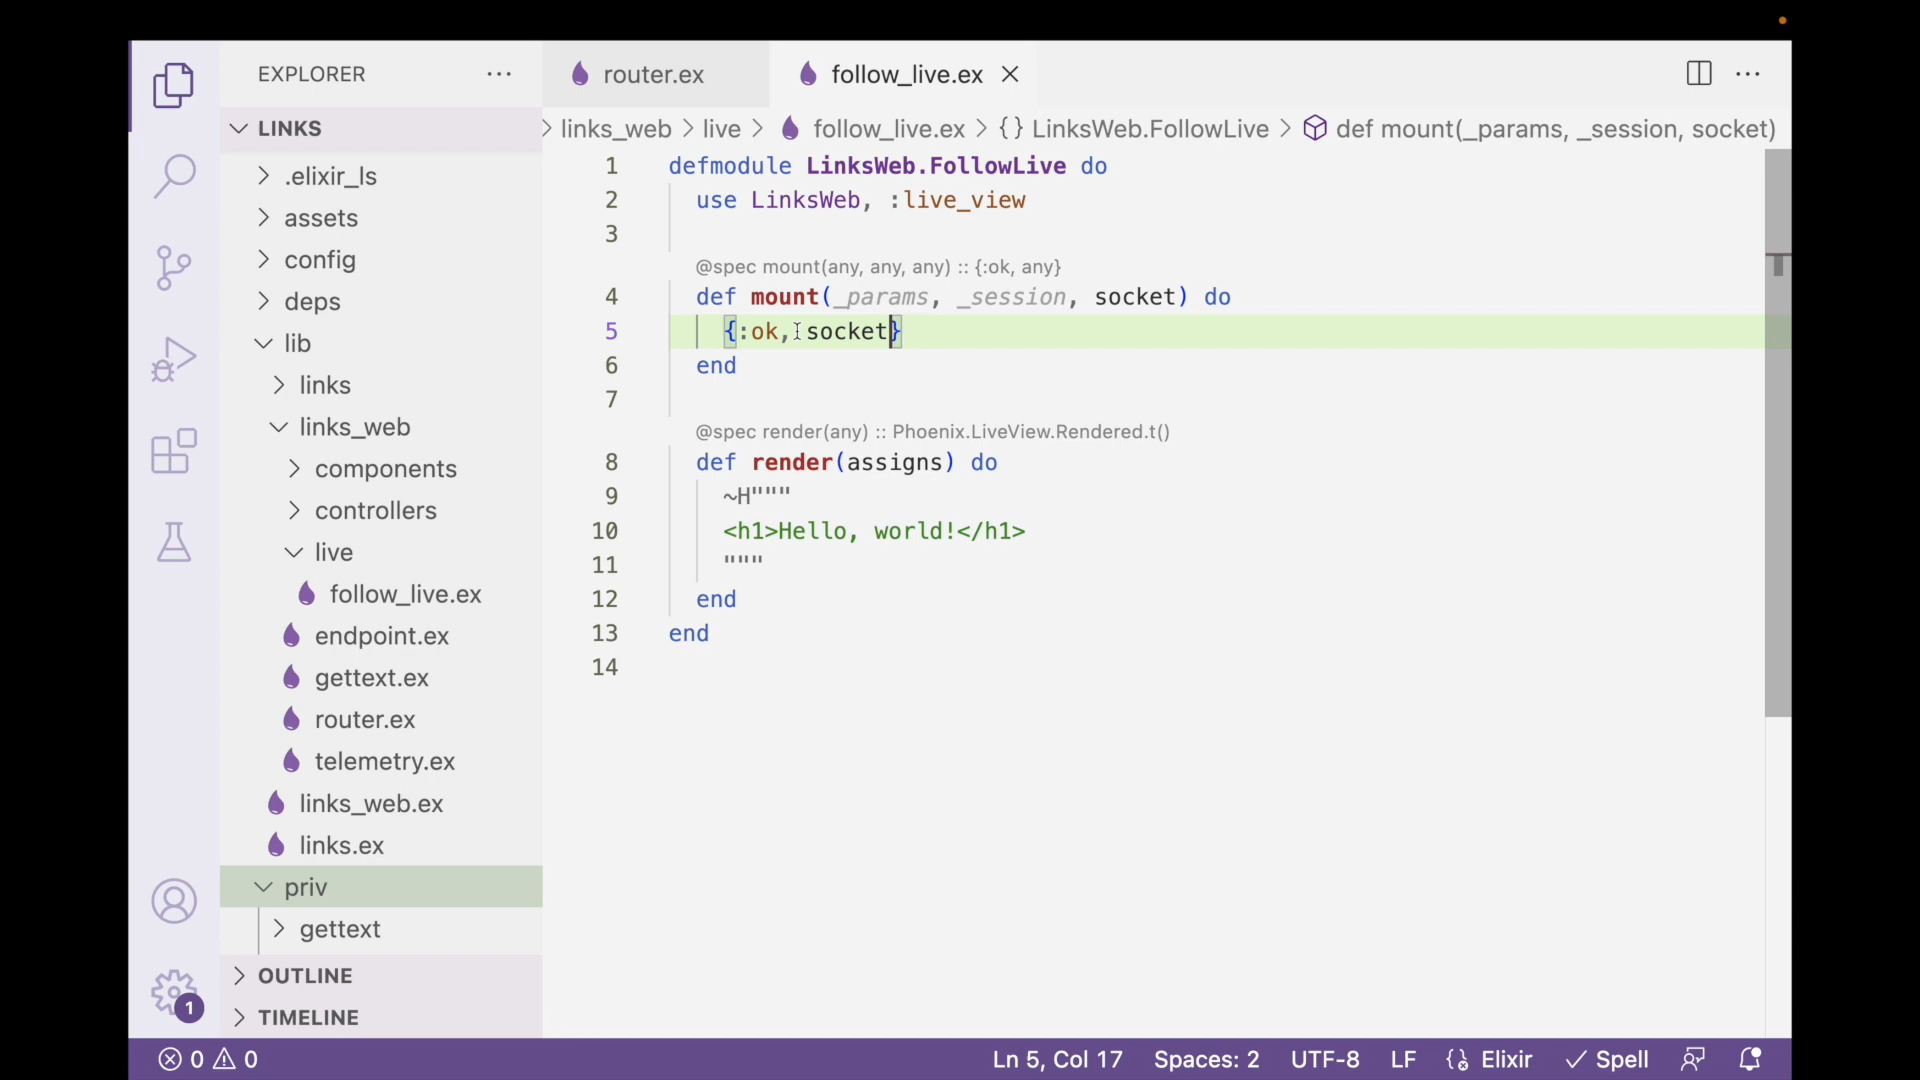 EXPLORER
LINKS
.elixir_ls
assets
config
deps
lib
links
links_web
components
controllers
live
follow_live.ex
endpoint.ex
gettext.ex
router.ex
telemetry.ex
links_web.ex
links.ex
priv
gettext
OUTLINE
TIMELINE
1
router.ex
follow_live.ex
links_web > live > follow_live.ex > {} LinksWeb.FollowLive > def mount(_params, _session, socket)
1 defmodule LinksWeb.FollowLive do
2 use LinksWeb, :live_view
3
@spec mount(any, any, any) :: {:ok, any}
4 def mount(_params, _session, socket) do
5 {:ok, socket}
6 end
7
@spec render(any) :: Phoenix.LiveView.Rendered.t()
8 def render(assigns) do
9 ~H"""
10 <h1>Hello, world!</h1>
11 """
12 end
13 end
14
0 0 Ln 5, Col 17 Spaces: 2 UTF-8 LF Elixir Spell